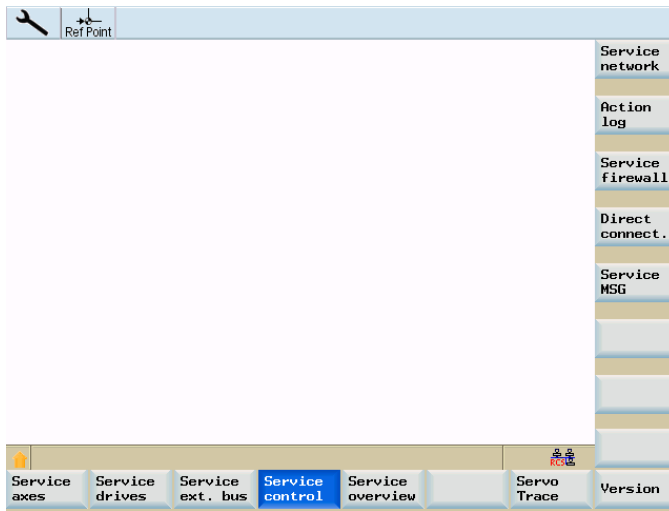 Ref Point
Service
network
Action
log
Service
firewall
Direct
connect.
Service
MSG
RCS
Service
axes
Service
drives
Service
ext. bus
Service
control
Service
overview
Servo
Trace
Version